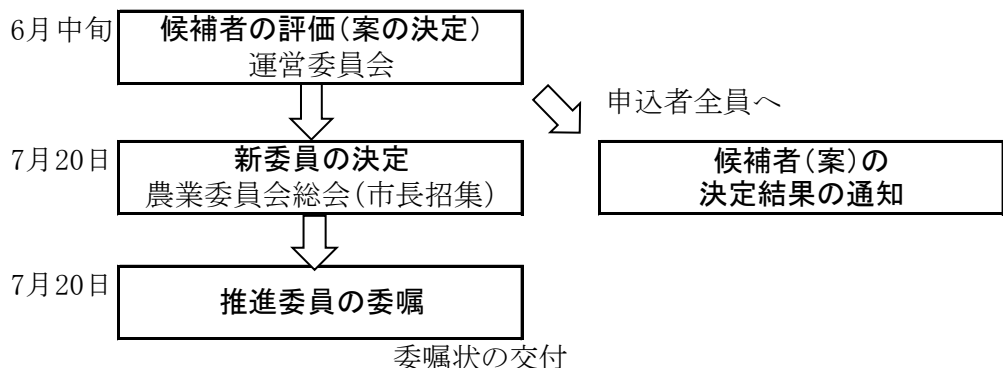 6月中旬
候補者の評価(案の決定)
運営委員会
申込者全員へ
7月20日
新委員の決定
農業委員会総会(市長招集)
候補者(案)の
決定結果の通知
7月20日
推進委員の委嘱
委嘱状の交付